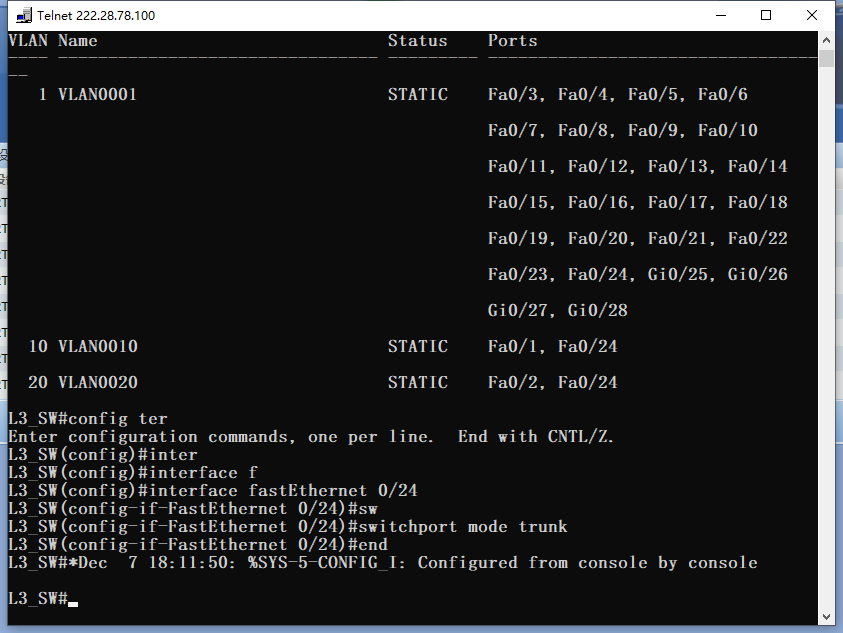 Telnet 222.28.78.100
VLAN Name                             Status    Ports
---- -------------------------------- --------- ---------------------------------
--
   1 VLAN0001                         STATIC    Fa0/3, Fa0/4, Fa0/5, Fa0/6
                                                Fa0/7, Fa0/8, Fa0/9, Fa0/10
                                                Fa0/11, Fa0/12, Fa0/13, Fa0/14
                                                Fa0/15, Fa0/16, Fa0/17, Fa0/18
                                                Fa0/19, Fa0/20, Fa0/21, Fa0/22
                                                Fa0/23, Fa0/24, Gi0/25, Gi0/26
                                                Gi0/27, Gi0/28
  10 VLAN0010                         STATIC    Fa0/1, Fa0/24
  20 VLAN0020                         STATIC    Fa0/2, Fa0/24
L3_SW#config ter
Enter configuration commands, one per line.  End with CNTL/Z.
L3_SW(config)#inter
L3_SW(config)#interface f
L3_SW(config)#interface fastEthernet 0/24
L3_SW(config-if-FastEthernet 0/24)#sw
L3_SW(config-if-FastEthernet 0/24)#switchport mode trunk
L3_SW(config-if-FastEthernet 0/24)#end
L3_SW#*Dec  7 18:11:50: %SYS-5-CONFIG_I: Configured from console by console
L3_SW#